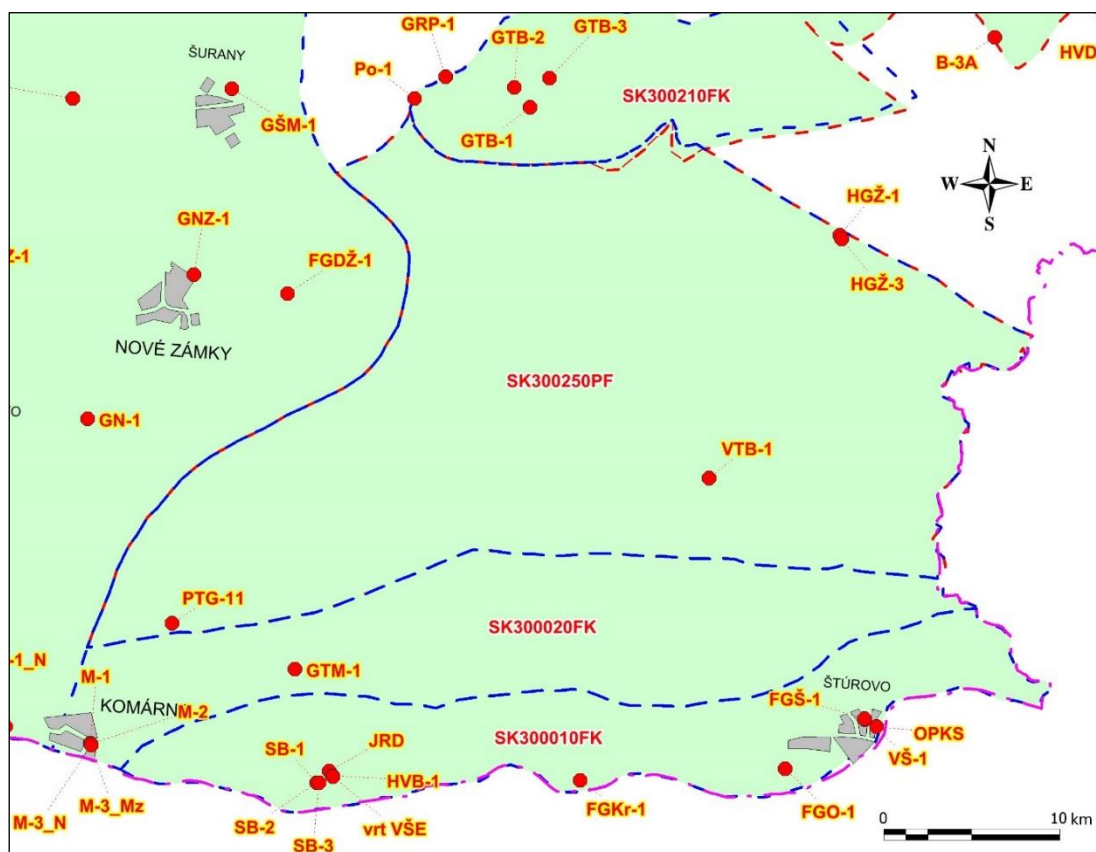 GRP-1
GTB-2
GTB-3
ŠURANY
Po-1
B-3A
HVD
SK300210FK
GŠM-1
GTB-1
N
W
E
S
HGŽ-1
GNZ-1
Z-1
FGDŽ-1
HGŽ-3
NOVÉ ZÁMKY
SK300250PF
O
GN-1
VTB-1
PTG-11
SK300020FK
-1_N
M-1
GTM-1
KOMÁRN
M-2
ŠTÚROVO
FGŠ-1
SK300010FK
OPKS
SB-1
JRD
VŠ-1
HVB-1
M-3_Mz
M-3_N
SB-2
vrt VŠE
FGKr-1
FGO-1
SB-3
0
10 km